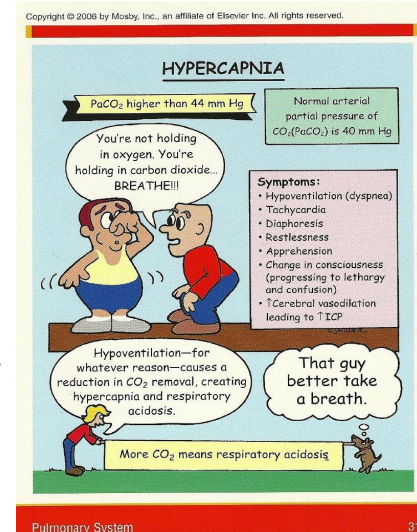 Copyright © 2006 by Mosby, Inc., an affiliate of Elsevier Inc. All rights reserved.
HYPERCAPNIA
PaCO₂ higher than 44 mm Hg
Normal arterial
partial pressure of
CO₂(PaCO₂) is 40 mm Hg
You're not holding
in oxygen. You're
holding in carbon dioxide...
BREATHE!!!
Symptoms:
• Hypoventilation (dyspnea)
• Tachycardia
• Diaphoresis
• Restlessness
• Apprehension
• Change in consciousness
(progressing to lethargy
and confusion)
• ↑Cerebral vasodilation
leading to ↑ICP
Hypoventilation—for
whatever reason—causes a
reduction in CO₂ removal, creating
hypercapnia and respiratory
acidosis.
That guy
better take
a breath.
More CO₂ means respiratory acidosis
Pulmonary System